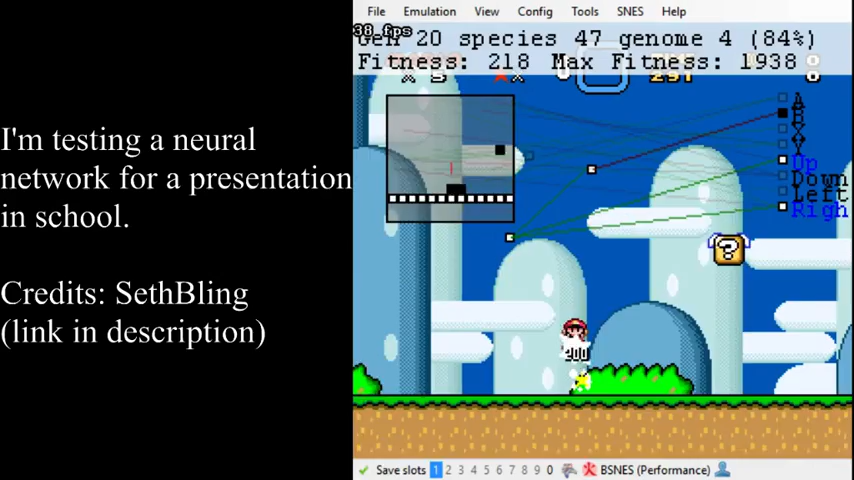 File Emulation View Config Tools SNES Help
38 fps
Gen 20 species 47 genome 4 (84%)
Fitness: 218 Max Fitness: 1938
I'm testing a neural
network for a presentation
in school.
Credits: SethBling
(link in description)
A
B
X
Y
Up
Down
Left
Righ
?
200
Save slots 1 2 3 4 5 6 7 8 9 0 BSNES (Performance)